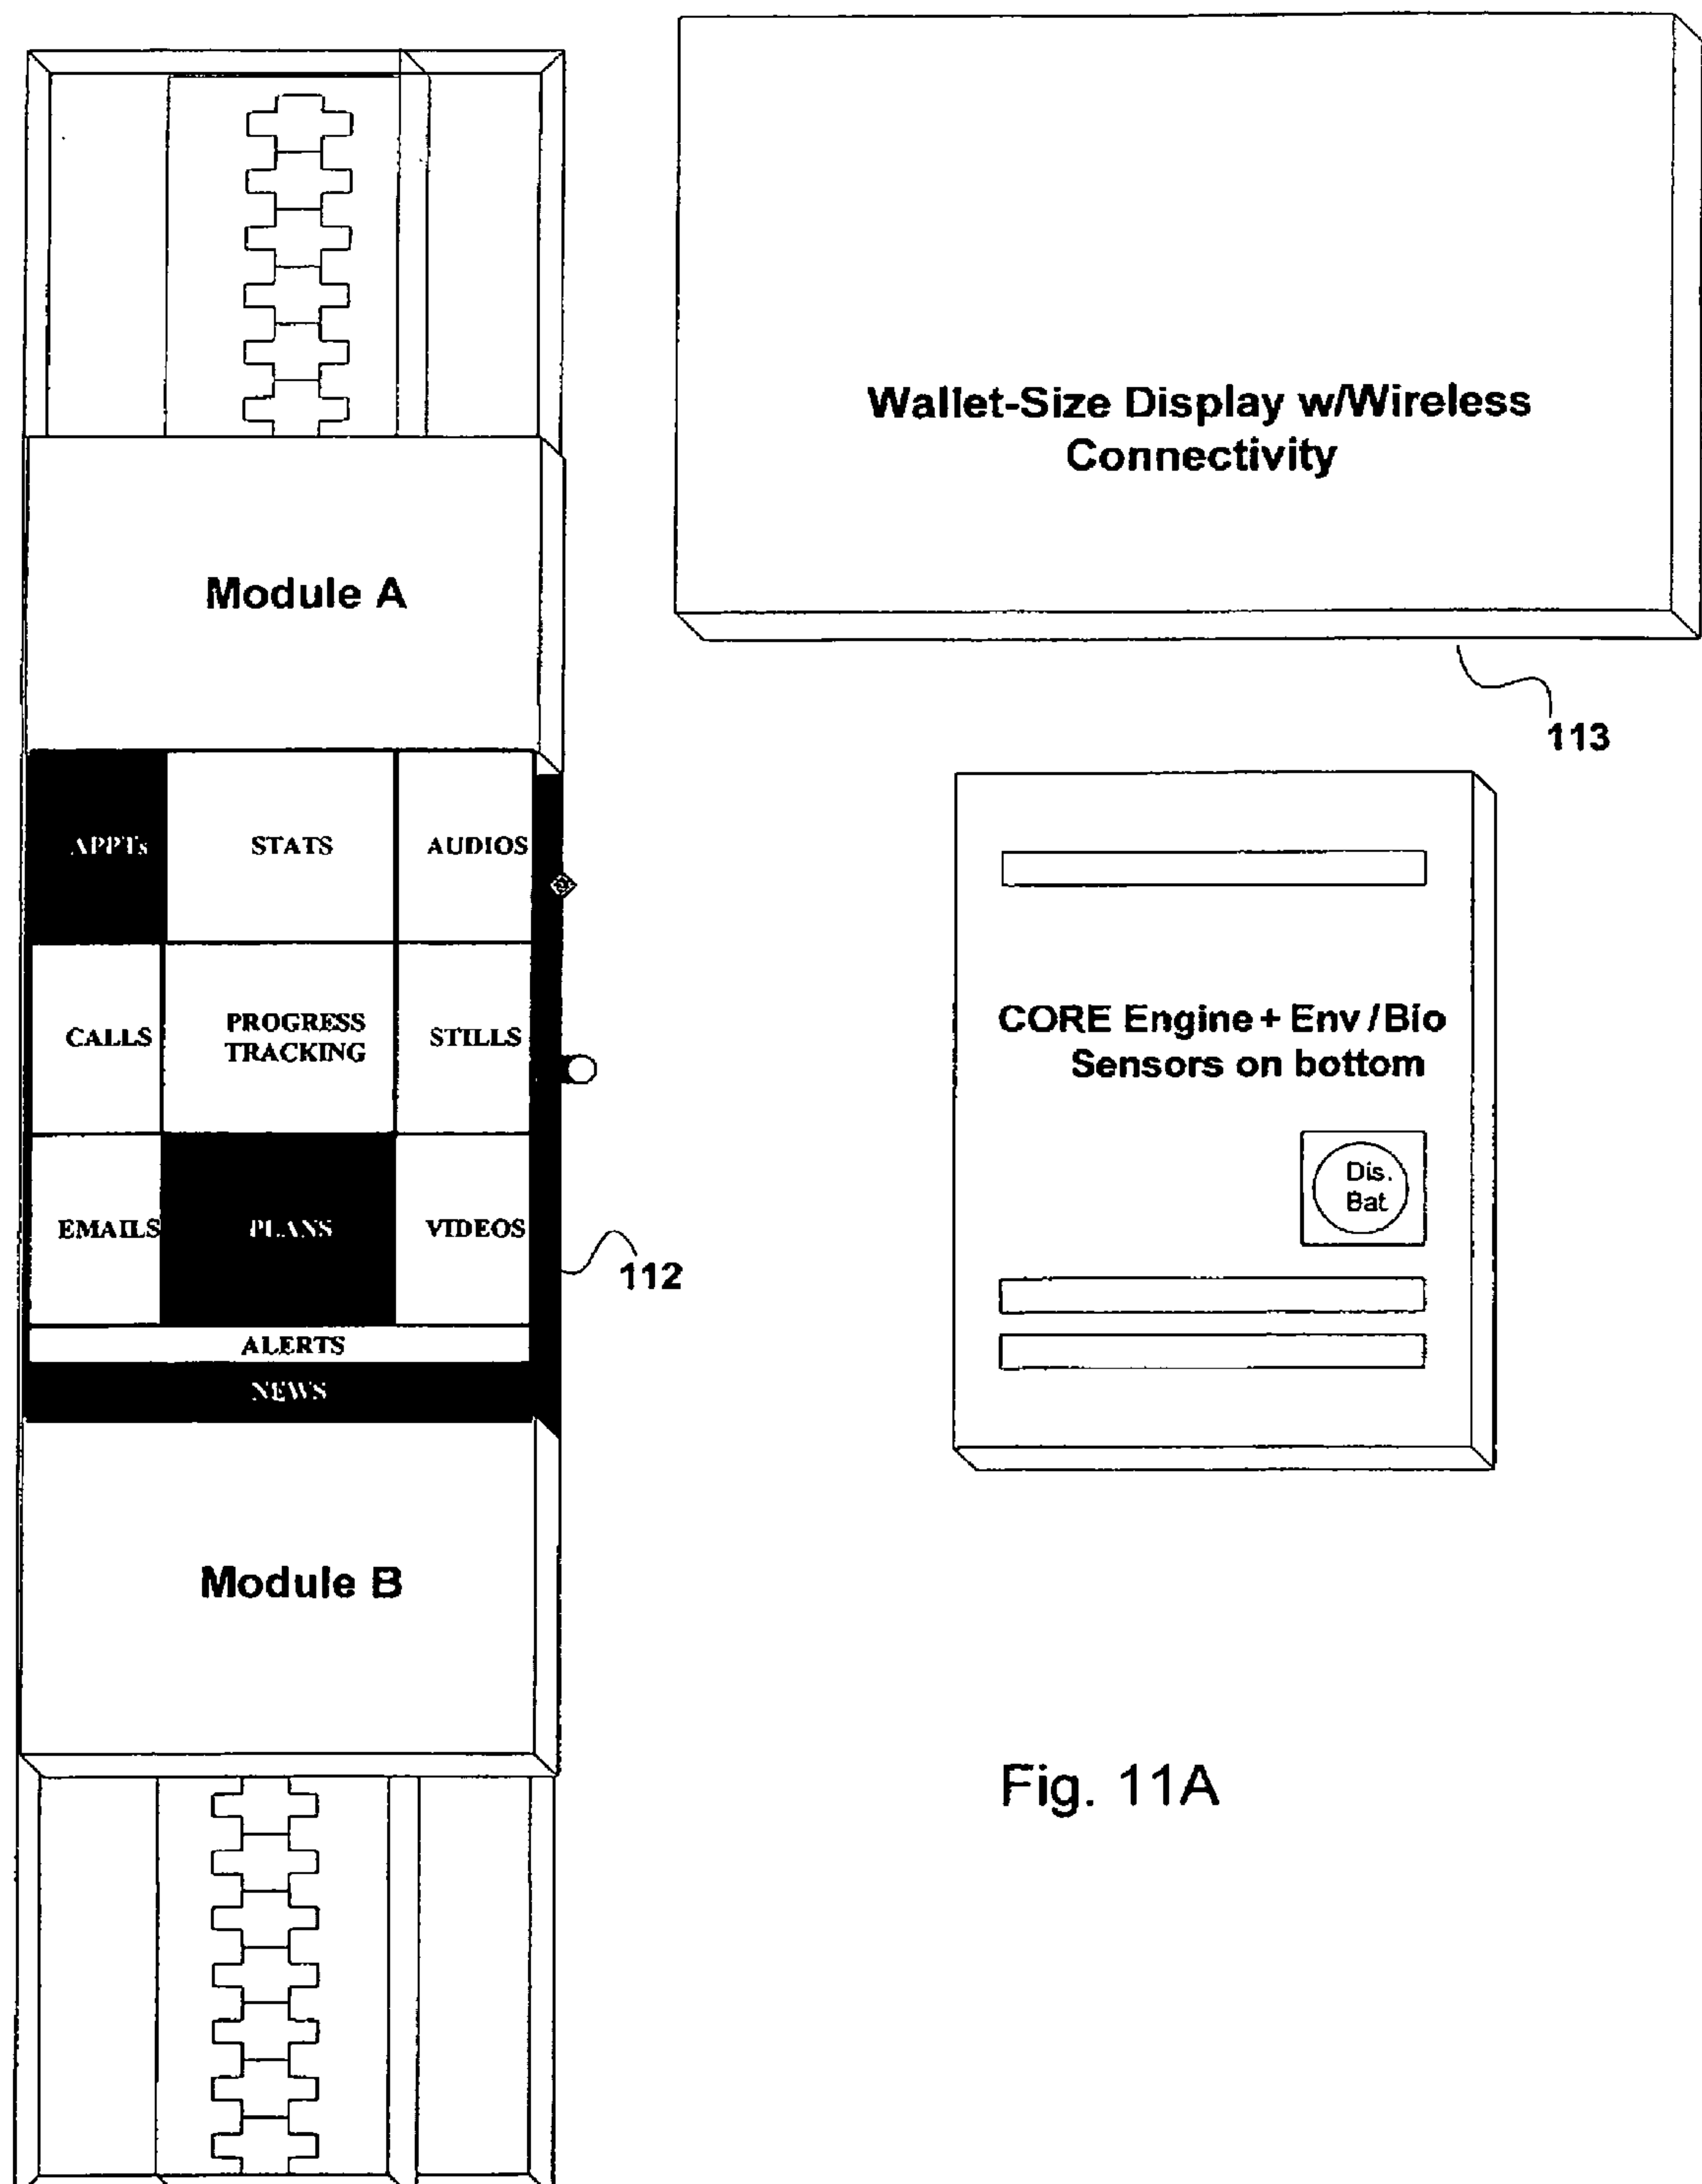 Wallet-Size Display w/Wireless
Connectivity
113
Module A
APPTs STATS AUDIOS
CALLS PROGRESS TRACKING STILLS
EMAILS PLANS VIDEOS
ALERTS
NEWS
112
Module B
CORE Engine + Env/Bio
Sensors on bottom
Dis.
Bat
Fig. 11A